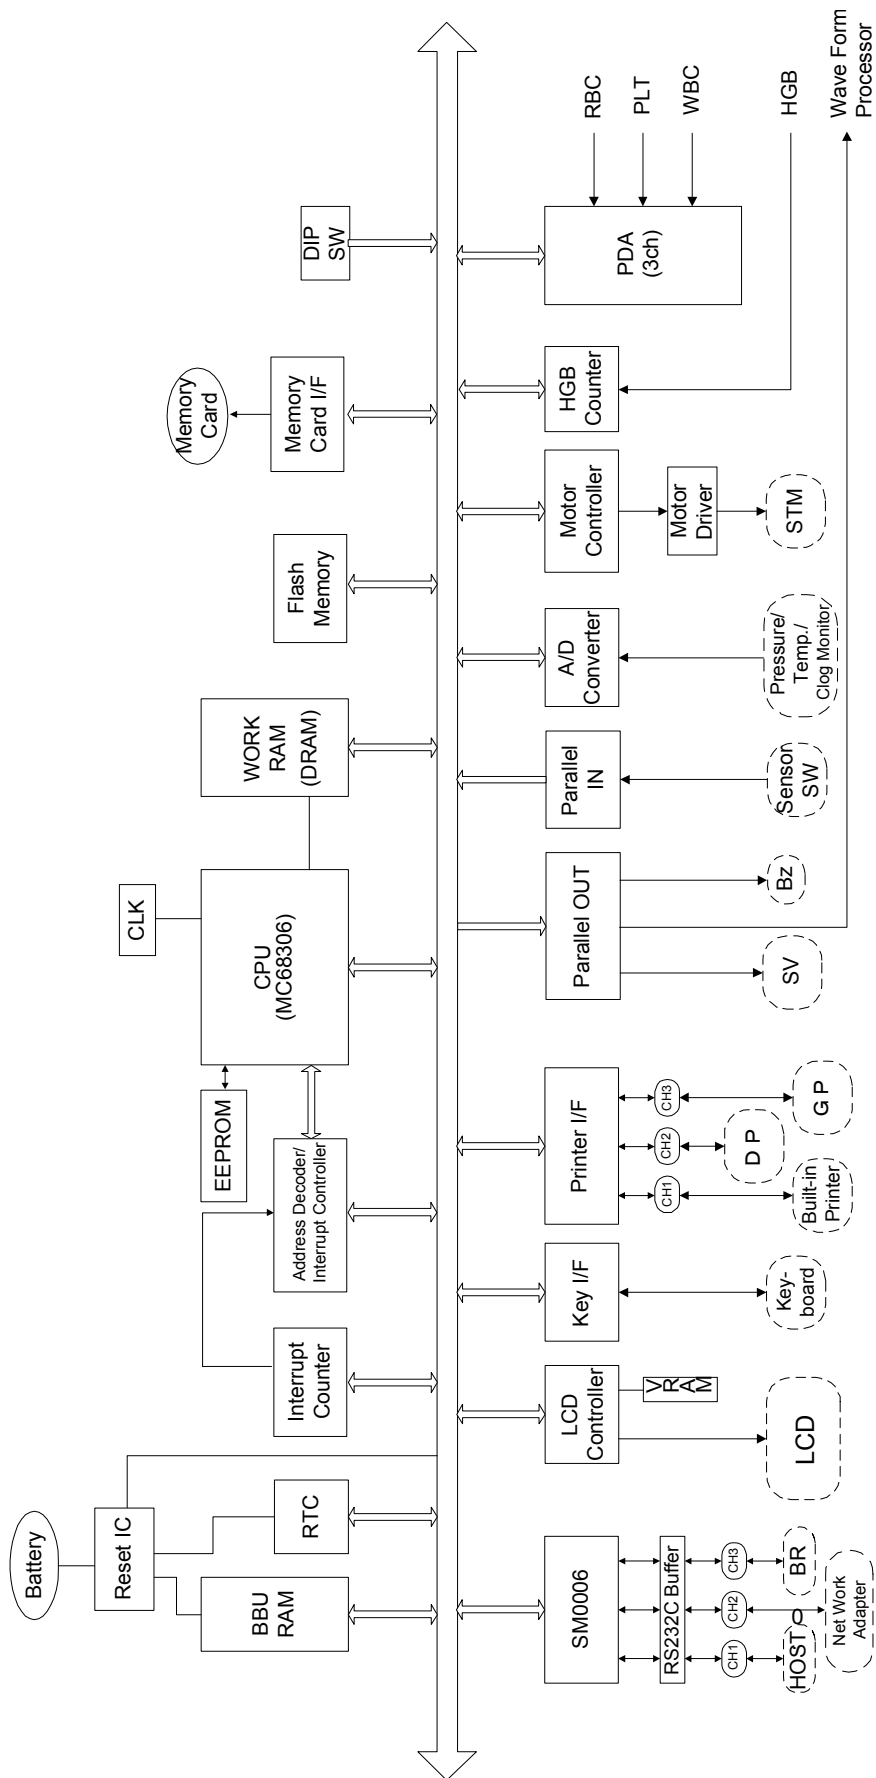 Battery
Reset IC
BBU
RAM
RTC
Interrupt
Counter
EEPROM
Address Decoder/
Interrupt Controller
CLK
CPU
(MC68306)
WORK
RAM
(DRAM)
Flash
Memory
Memory
Card
Memory
Card I/F
DIP
SW
SM0006
RS232C Buffer
CH1
CH2
CH3
HOST
BR
Net Work
Adapter
LCD
Controller
VRAM
LCD
Key I/F
Key-
board
Printer I/F
CH1
CH2
CH3
Built-in
Printer
D P
G P
Parallel OUT
SV
Bz
Parallel
IN
Sensor
SW
A/D
Converter
Pressure/
Temp./
Clog Monitor
Motor
Controller
Motor
Driver
STM
HGB
Counter
PDA
(3ch)
RBC
PLT
WBC
HGB
Wave Form
Processor